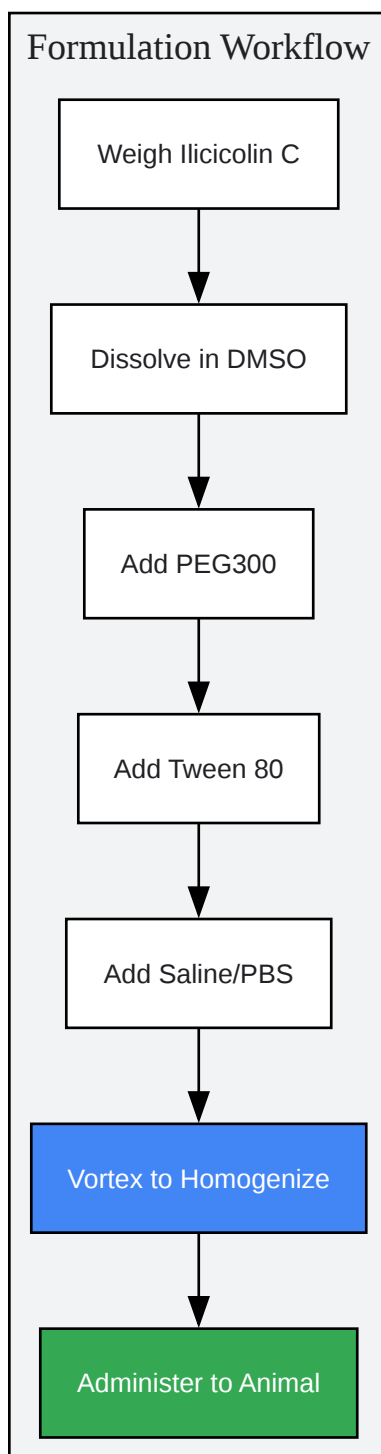 Formulation Workflow
Weigh Ilicicolin C
Dissolve in DMSO
Add PEG300
Add Tween 80
Add Saline/PBS
Vortex to Homogenize
Administer to Animal